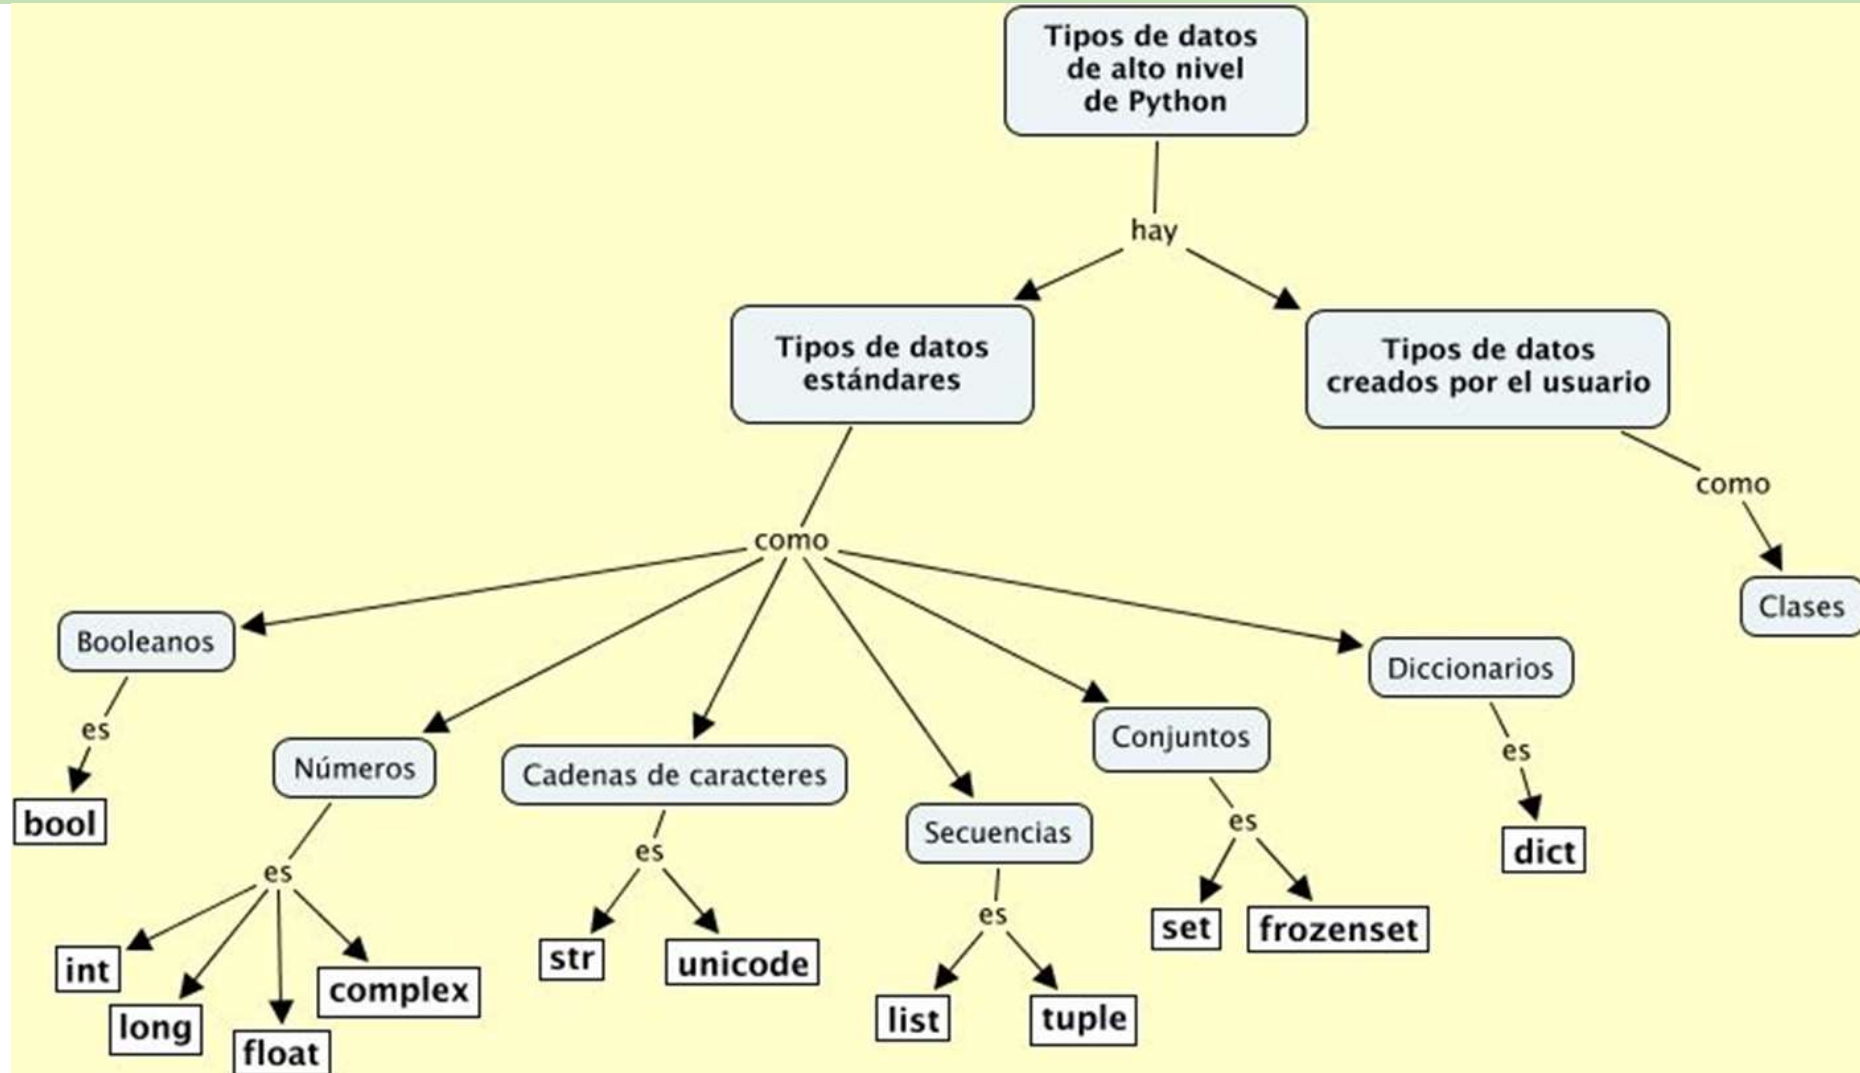 Tipos de datos
de alto nivel
de Python
hay
Tipos de datos
estándares
Tipos de datos
creados por el usuario
como
como
Clases
Booleanos
Diccionarios
es
Números
Cadenas de caracteres
Conjuntos
es
bool
Secuencias
es
dict
es
es
es
set
frozenset
int
complex
str
unicode
list
tuple
long
float